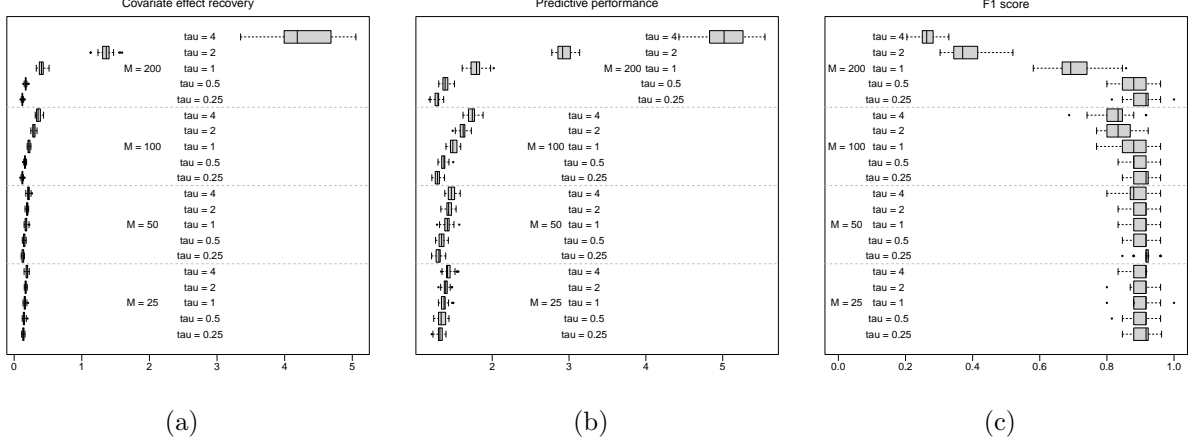 Covariate effect recovery
tau = 4
tau = 2
M = 200 tau = 1
tau = 0.5
tau = 0.25
tau = 4
tau = 2
M = 100 tau = 1
tau = 0.5
tau = 0.25
tau = 4
tau = 2
M = 50 tau = 1
tau = 0.5
tau = 0.25
tau = 4
tau = 2
M = 25 tau = 1
tau = 0.5
tau = 0.25
0 1 2 3 4 5
(a)
Predictive performance
tau = 4
tau = 2
M = 200 tau = 1
tau = 0.5
tau = 0.25
tau = 4
tau = 2
M = 100 tau = 1
tau = 0.5
tau = 0.25
tau = 4
tau = 2
M = 50 tau = 1
tau = 0.5
tau = 0.25
tau = 4
tau = 2
M = 25 tau = 1
tau = 0.5
tau = 0.25
2 3 4 5
(b)
F1 score
tau = 4
tau = 2
M = 200 tau = 1
tau = 0.5
tau = 0.25
tau = 4
tau = 2
M = 100 tau = 1
tau = 0.5
tau = 0.25
tau = 4
tau = 2
M = 50 tau = 1
tau = 0.5
tau = 0.25
tau = 4
tau = 2
M = 25 tau = 1
tau = 0.5
tau = 0.25
0.0 0.2 0.4 0.6 0.8 1.0
(c)